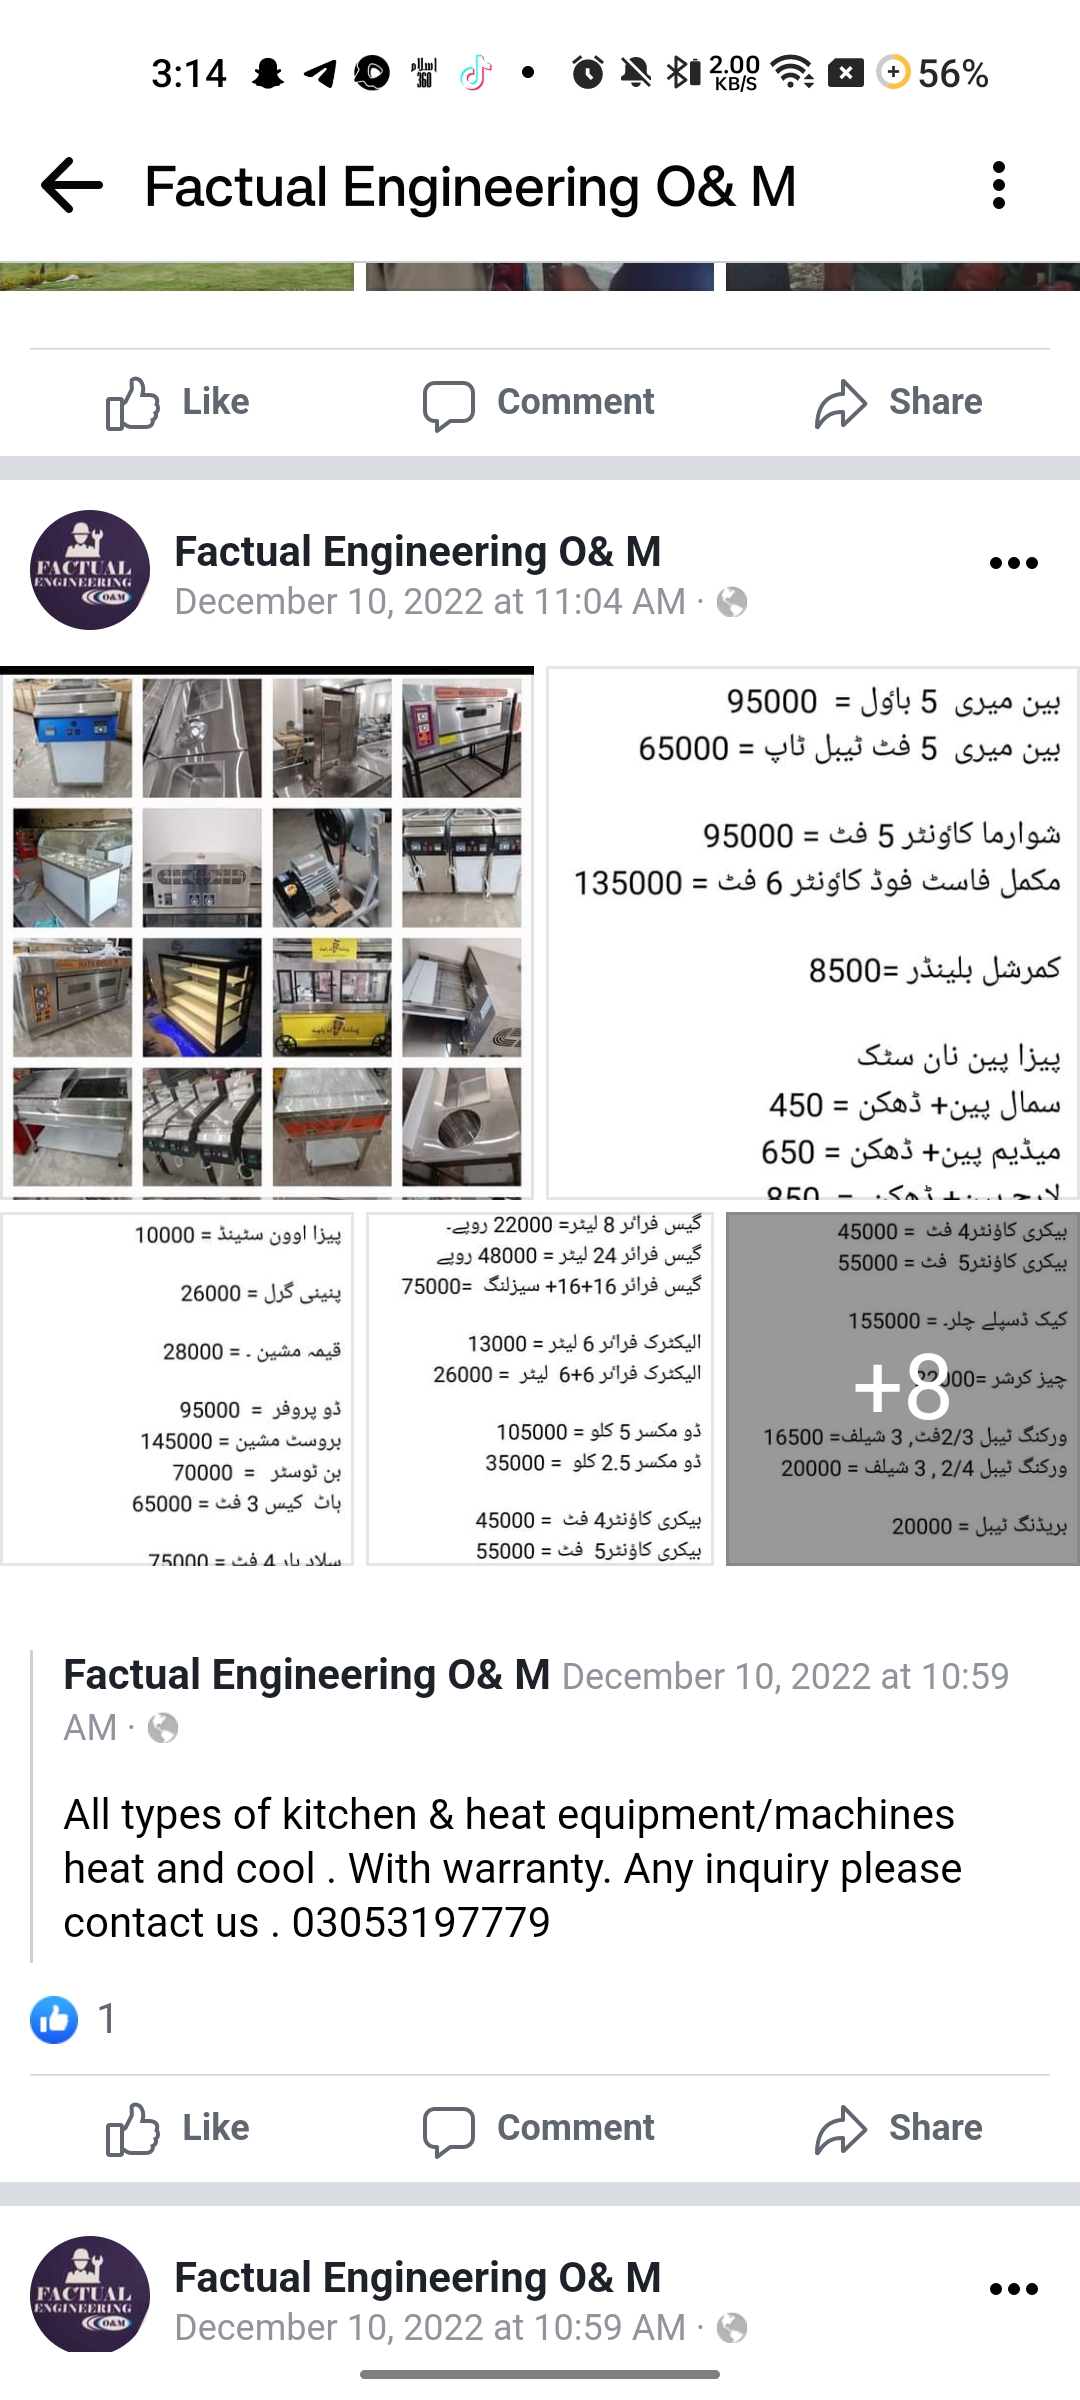 3:14
اسلام
360
2.00
KB/S
56%
Factual Engineering O& M
Like
Comment
Share
FACTUAL
ENGINEERING
O&M
Factual Engineering O& M
December 10, 2022 at 11:04 AM ·
بین میری 5 باؤل = 95000
بین میری 5 فٹ ٹیبل ٹاپ = 65000
شوارما کاؤنٹر 5 فٹ = 95000
مکمل فاسٹ فوڈ کاؤنٹر 6 فٹ = 135000
کمرشل بلینڈر =8500
پیزا پین نان سٹک
سمال پین+ ڈھکن = 450
میڈیم پین+ ڈھکن = 650
لارج پین+ ڈھکن = 850
پیزا اوون سٹینڈ = 10000
پنینی گرل = 26000
قیمہ مشین . = 28000
ڈو پروفر = 95000
بروسٹ مشین = 145000
بن ٹوسٹر = 70000
ہاٹ کیس 3 فٹ = 65000
سلاد بار 4 فٹ = 75000
گیس فرائر 8 لیٹر= 22000 روپے۔
گیس فرائر 24 لیٹر = 48000 روپے
گیس فرائر 16+16+ سیزلنگ =75000
الیکٹرک فرائر 6 لیٹر = 13000
الیکٹرک فرائر 6+6 لیٹر = 26000
ڈو مکسر 5 کلو = 105000
ڈو مکسر 2.5 کلو = 35000
بیکری کاؤنٹر4 فٹ = 45000
بیکری کاؤنٹر5 فٹ = 55000
بیکری کاؤنٹر4 فٹ = 45000
بیکری کاؤنٹر5 فٹ = 55000
کیک ڈسپلے چلر۔ = 155000
چیز کرشر =22000
+8
ورکنگ ٹیبل 2/3فٹ, 3 شیلف= 16500
ورکنگ ٹیبل 2/4 , 3 شیلف = 20000
بریڈنگ ٹیبل = 20000
Factual Engineering O& M December 10, 2022 at 10:59
AM ·
All types of kitchen & heat equipment/machines
heat and cool . With warranty. Any inquiry please
contact us . 03053197779
1
Like
Comment
Share
FACTUAL
ENGINEERING
O&M
Factual Engineering O& M
December 10, 2022 at 10:59 AM ·